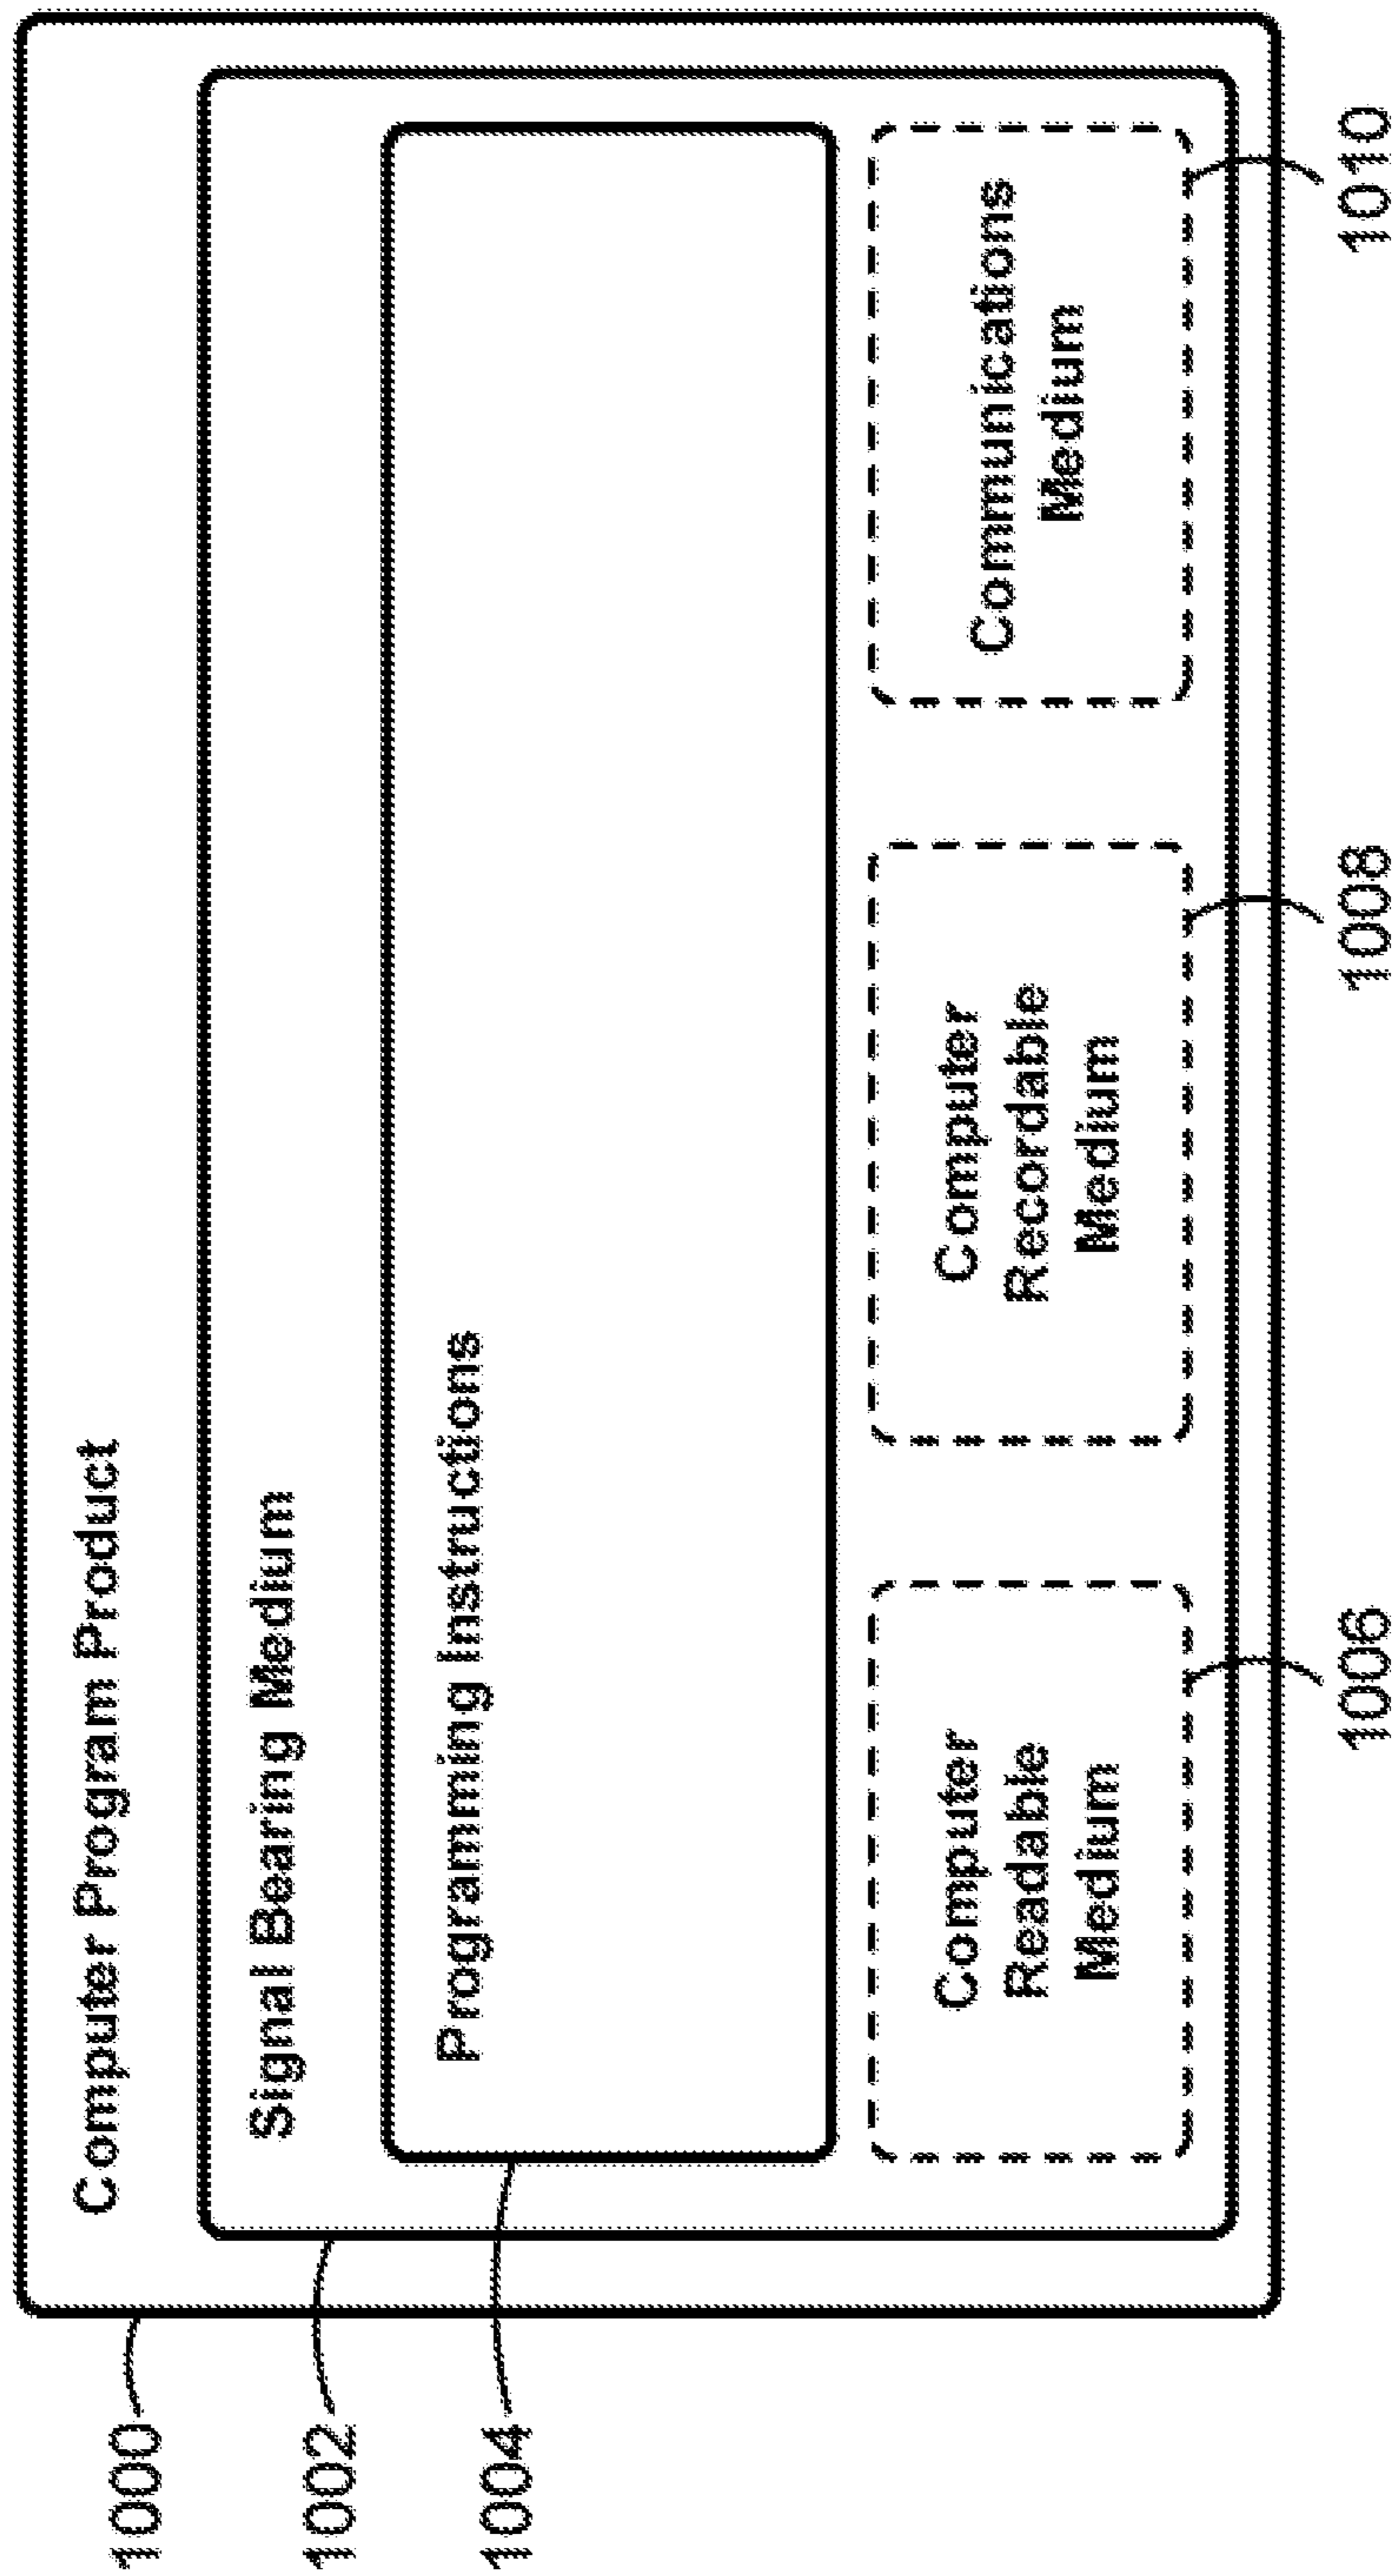 1000
Computer Program Product
1002
Signal Bearing Medium
1004
Programming Instructions
Computer
Readable
Medium
Computer
Recordable
Medium
Communications
Medium
1006
1008
1010